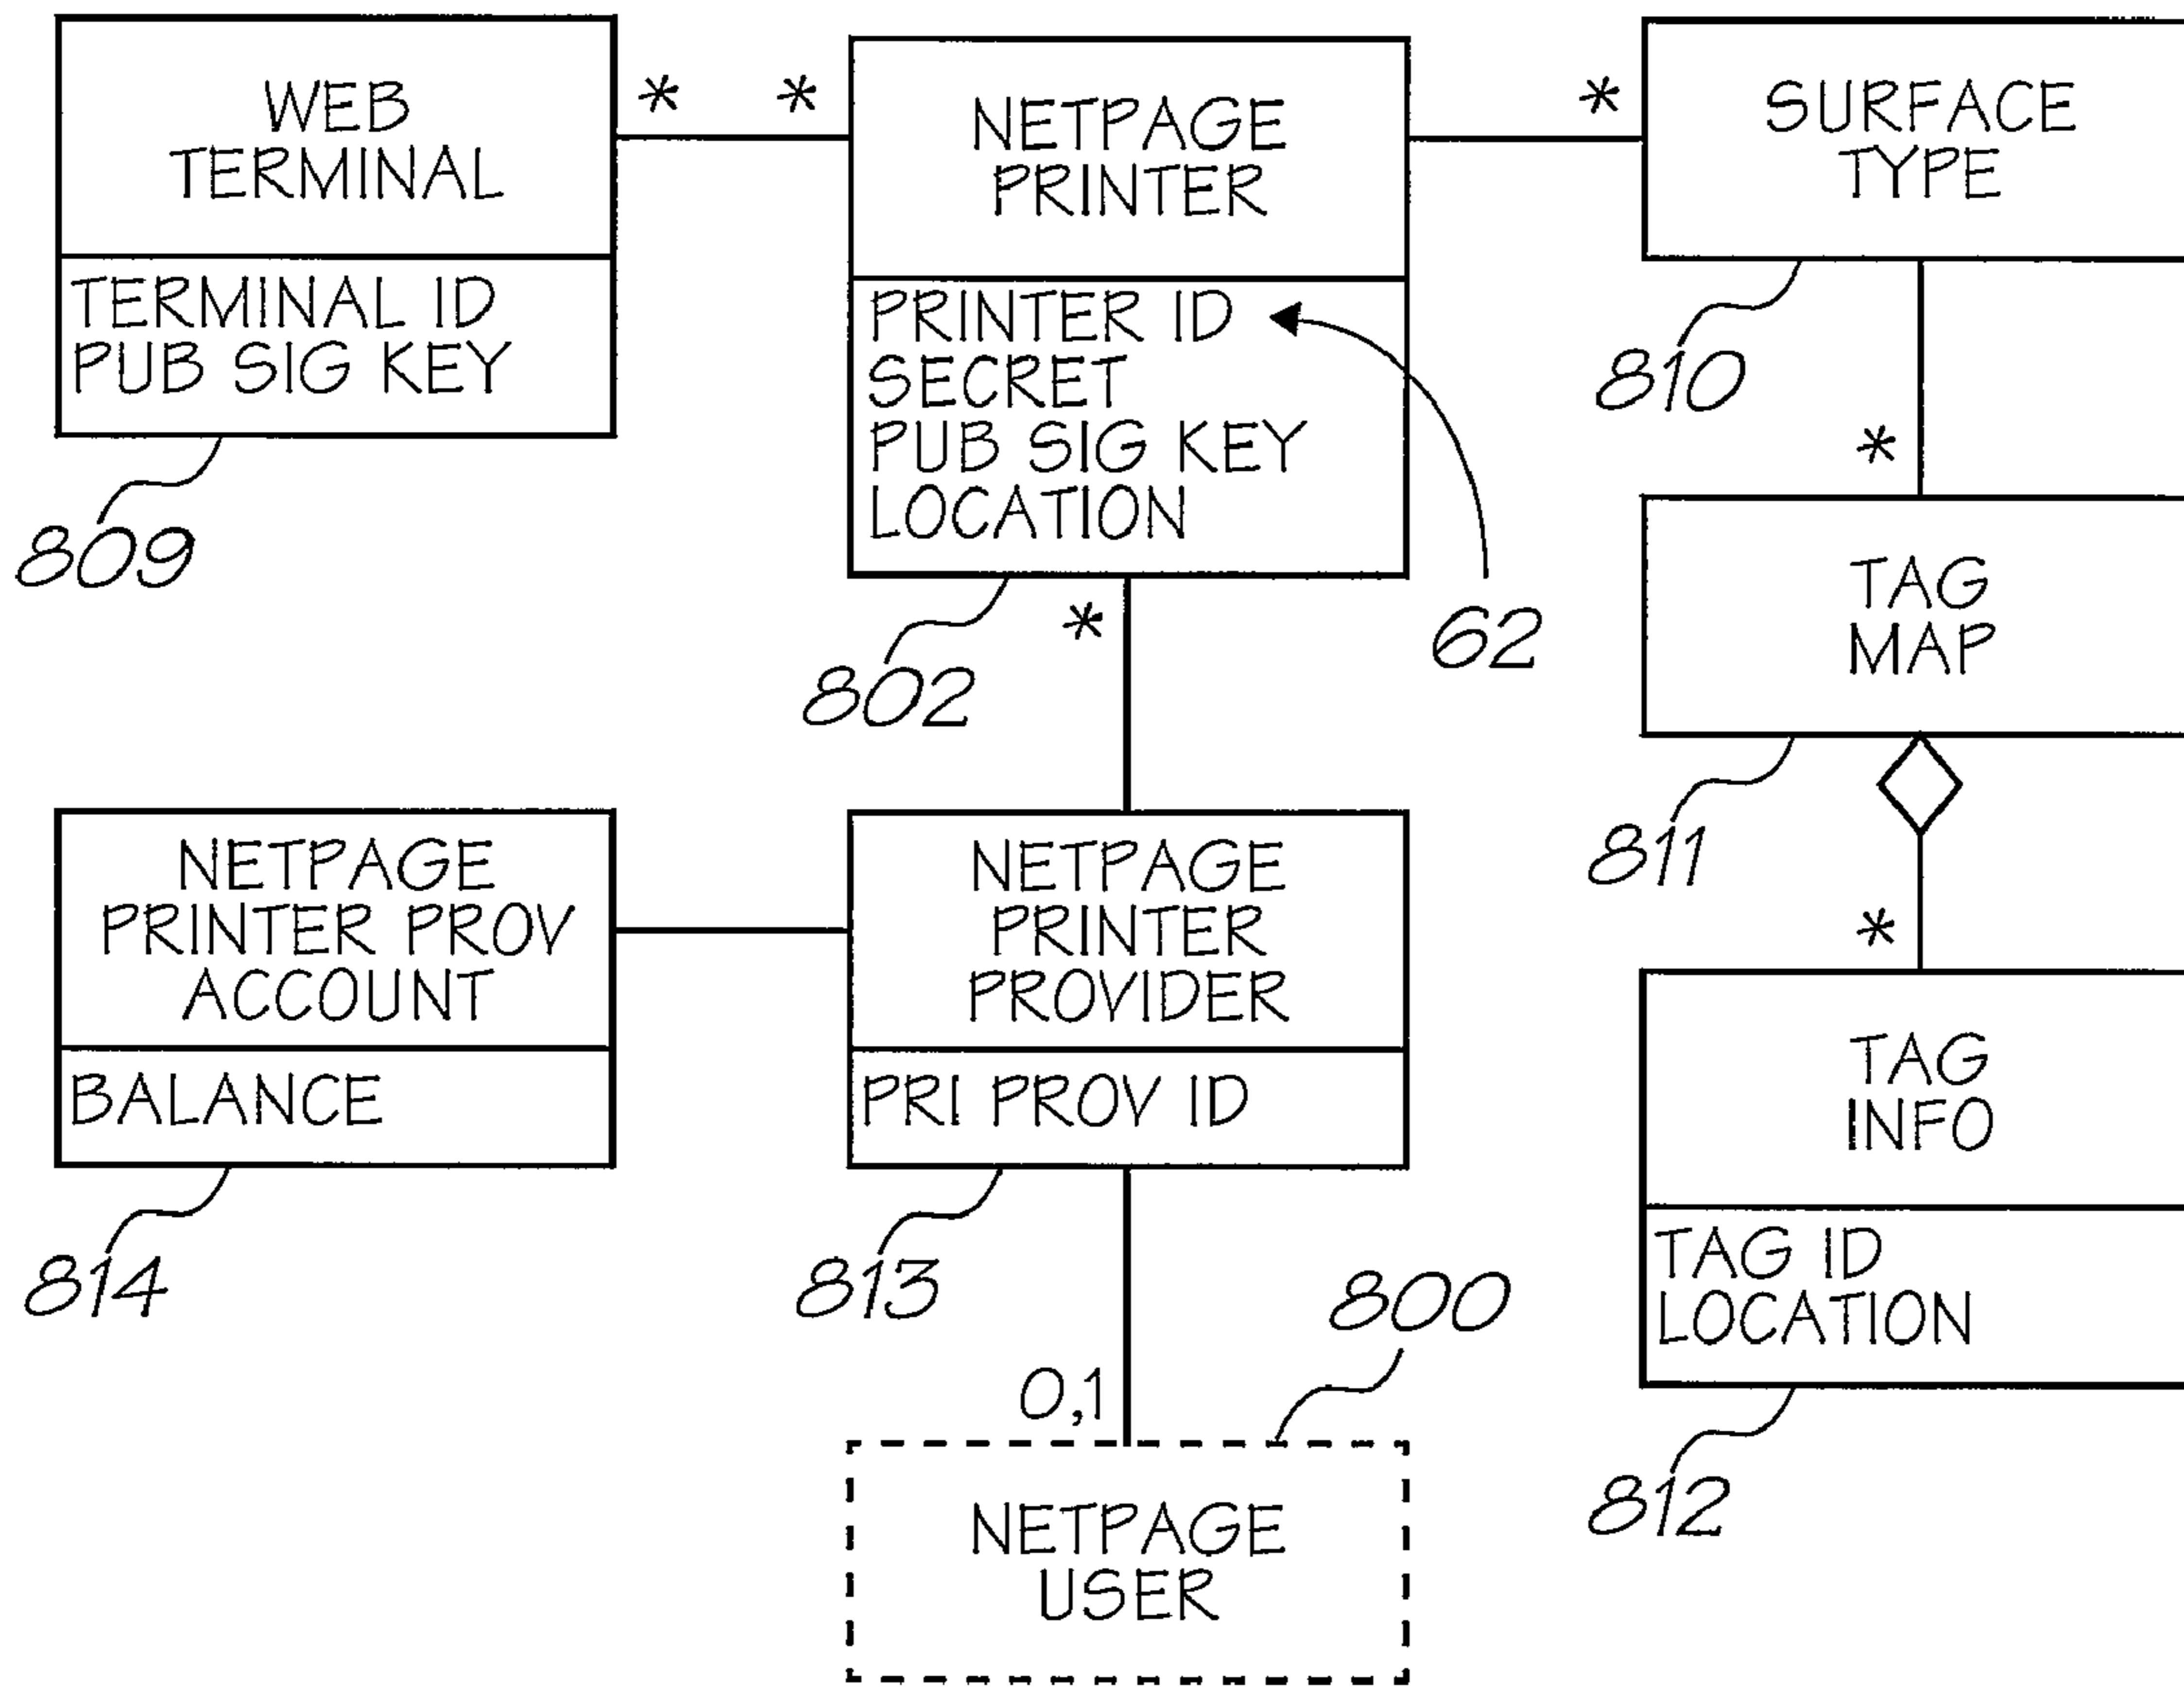 WEB
TERMINAL
TERMINAL ID
PUB SIG KEY
809
* *
NETPAGE
PRINTER
PRINTER ID
SECRET
PUB SIG KEY
LOCATION
62
802
*
*
SURFACE
TYPE
810
*
TAG
MAP
811
*
NETPAGE
PRINTER PROV
ACCOUNT
BALANCE
814
NETPAGE
PRINTER
PROVIDER
PRI PROV ID
813
800
0,1
NETPAGE
USER
TAG
INFO
TAG ID
LOCATION
812